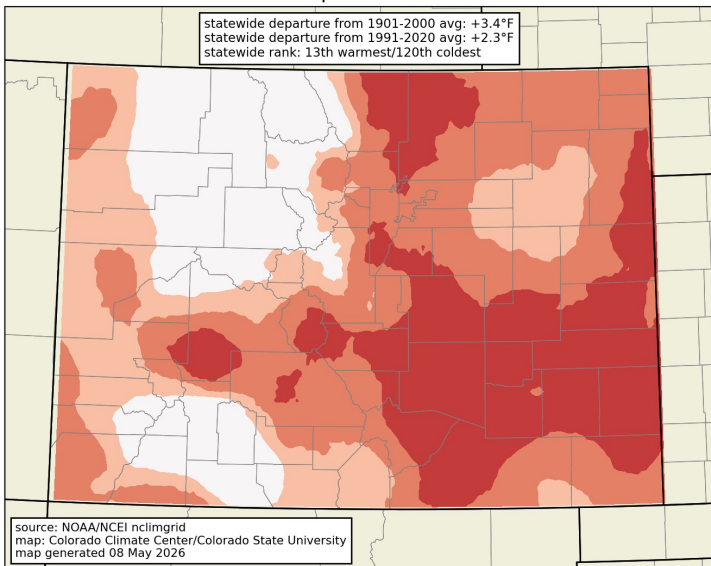 statewide departure from 1901-2000 avg: +3.4°F
statewide departure from 1991-2020 avg: +2.3°F
statewide rank: 13th warmest/120th coldest
source: NOAA/NCEI nclimgrid
map: Colorado Climate Center/Colorado State University
map generated 08 May 2026